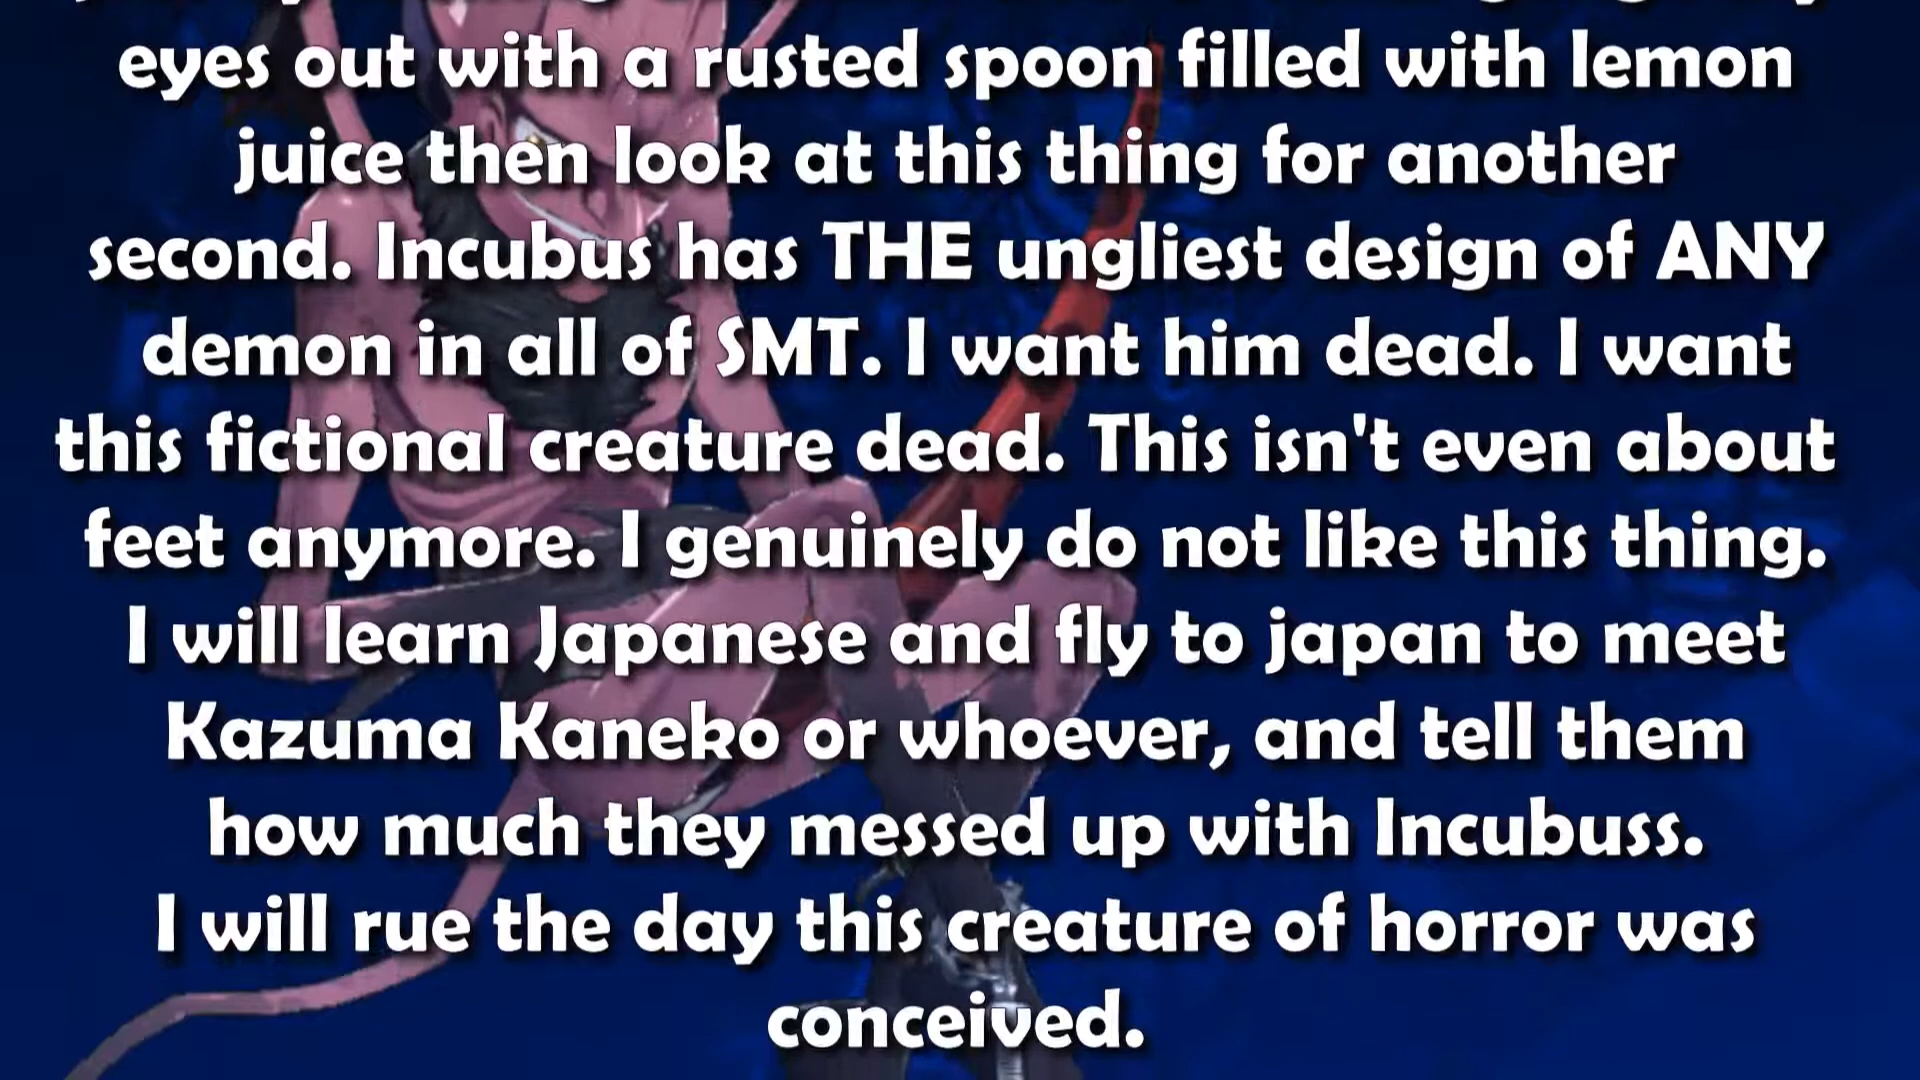 eyes out with a rusted spoon filled with lemon
juice then look at this thing for another
second. Incubus has THE ungliest design of ANY
demon in all of SMT. I want him dead. I want
this fictional creature dead. This isn't even about
feet anymore. I genuinely do not like this thing.
I will learn Japanese and fly to japan to meet
Kazuma Kaneko or whoever, and tell them
how much they messed up with Incubuss.
I will rue the day this creature of horror was
conceived.